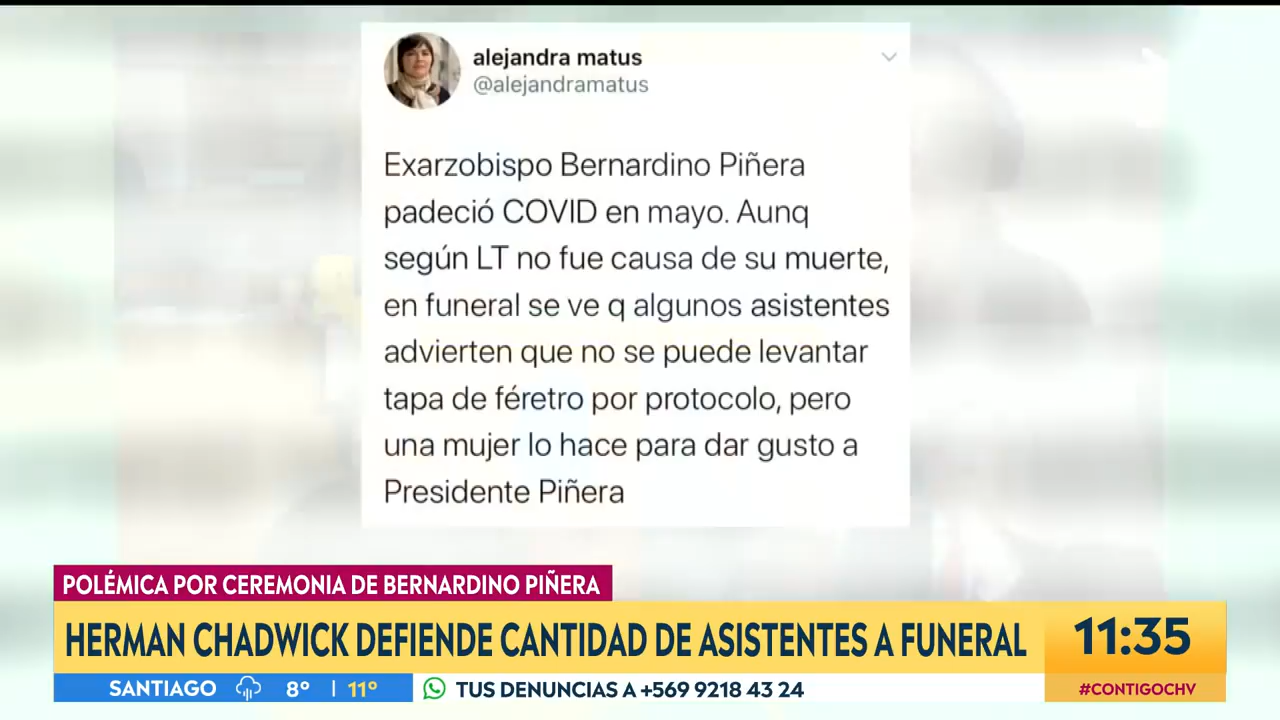 alejandra matus
@alejandramatus
Exarzobispo Bernardino Piñera
padeció COVID en mayo. Aunq
según LT no fue causa de su muerte,
en funeral se ve q algunos asistentes
advierten que no se puede levantar
tapa de féretro por protocolo, pero
una mujer lo hace para dar gusto a
Presidente Piñera
POLÉMICA POR CEREMONIA DE BERNARDINO PIÑERA
HERMAN CHADWICK DEFIENDE CANTIDAD DE ASISTENTES A FUNERAL
11:35
SANTIAGO 8° | 11° TUS DENUNCIAS A +569 9218 43 24
#CONTIGOCHV